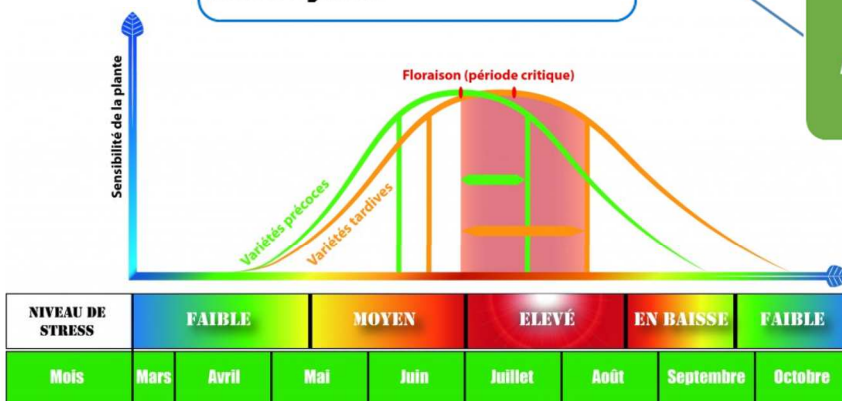 Floraison (période critique)
Sensibilité de la plante
Variétés précoces
Variétés tardives
NIVEAU DE
STRESS
FAIBLE
MOYEN
ELEVÉ
EN BAISSE
FAIBLE
Mois
Mars
Avril
Mai
Juin
Juillet
Août
Septembre
Octobre